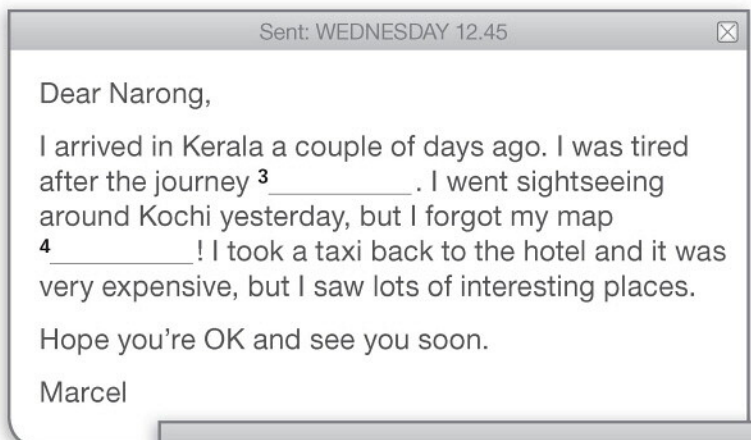 Sent: WEDNESDAY 12.45
Dear Narong,
I arrived in Kerala a couple of days ago. I was tired
after the journey 3__________. I went sightseeing
around Kochi yesterday, but I forgot my map
4__________! I took a taxi back to the hotel and it was
very expensive, but I saw lots of interesting places.
Hope you're OK and see you soon.
Marcel